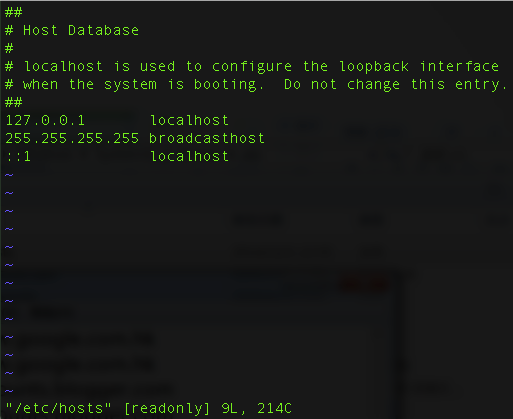 ##
# Host Database
#
# localhost is used to configure the loopback interface
# when the system is booting.  Do not change this entry.
##
127.0.0.1       localhost
255.255.255.255 broadcasthost
::1             localhost
~
~
~
~
~
~
~
~
~
~
~
~
~
"/etc/hosts" [readonly] 9L, 214C